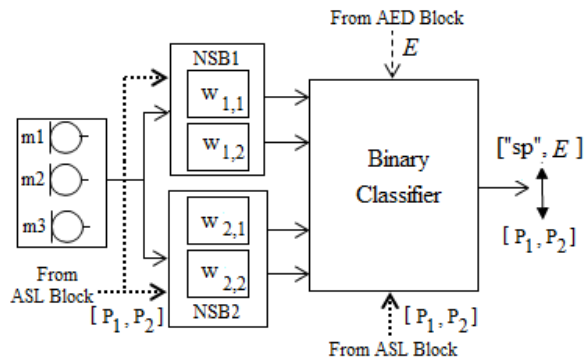 From AED Block
E
NSB1
w1,1
w1,2
m1
m2
m3
Binary
Classifier
["sp", E ]
[ P1, P2]
w2,1
w2,2
NSB2
From
ASL Block
[ P1, P2]
[ P1, P2]
From ASL Block